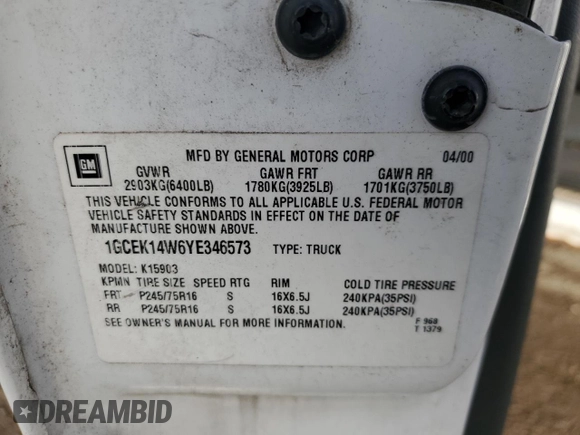 GM
MFD BY GENERAL MOTORS CORP 04/00
GVWR GAWR FRT GAWR RR
2903KG(6400LB) 1780KG(3925LB) 1701KG(3750LB)
THIS VEHICLE CONFORMS TO ALL APPLICABLE U.S. FEDERAL MOTOR
VEHICLE SAFETY STANDARDS IN EFFECT ON THE DATE OF
MANUFACTURE SHOWN ABOVE.
1GCEK14W6YE346573 TYPE: TRUCK
MODEL: K15903
KPMN TIRE SIZE SPEED RTG RIM COLD TIRE PRESSURE
FRT P245/75R16 S 16X6.5J 240KPA(35PSI)
RR P245/75R16 S 16X6.5J 240KPA(35PSI)
SEE OWNER'S MANUAL FOR MORE INFORMATION.
F 968
T 1379
DREAMBID